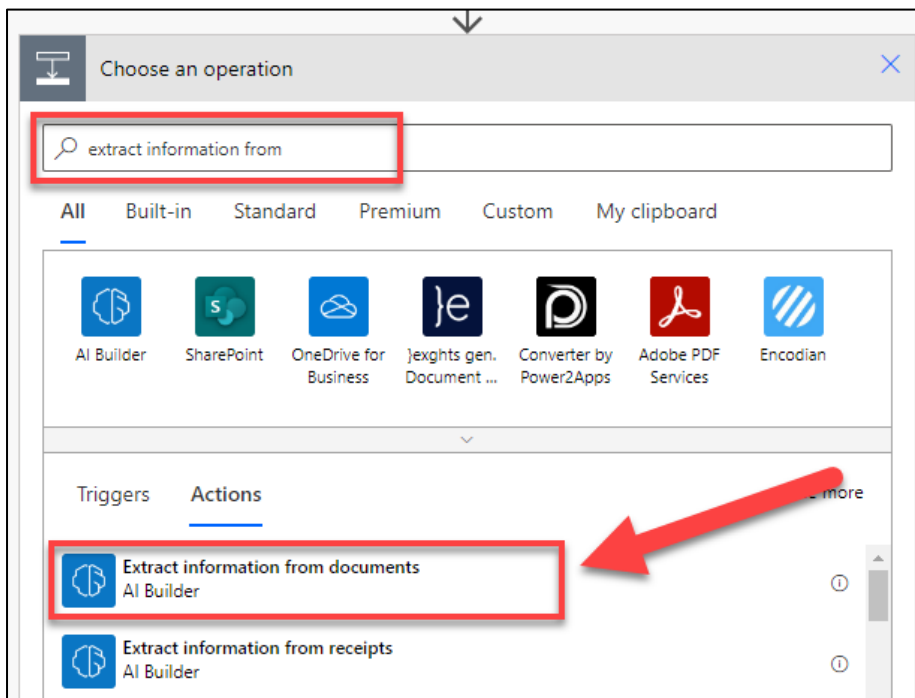 Choose an operation
extract information from
All Built-in Standard Premium Custom My clipboard
AI Builder SharePoint OneDrive for }exghts gen. Converter by Adobe PDF Encodian
Business Document ... Power2Apps Services
Triggers Actions more
Extract information from documents
AI Builder
Extract information from receipts
AI Builder